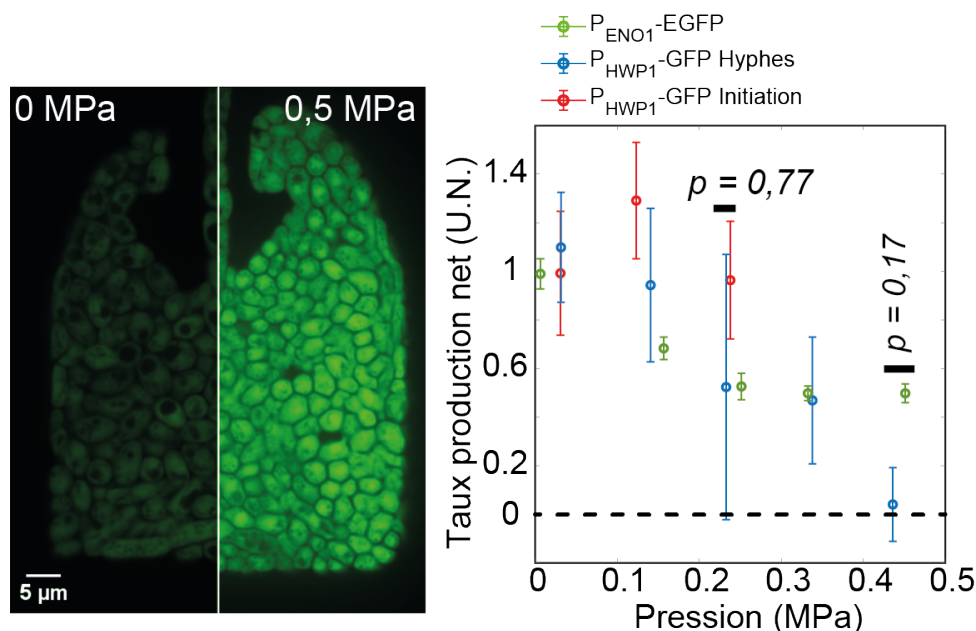 0 MPa
0,5 MPa
5 µm
PENO1-EGFP
PHWP1-GFP Hyphes
PHWP1-GFP Initiation
Taux production net (U.N.)
1.4
1
0.6
0.2
0
p = 0,77
p = 0,17
0 0.1 0.2 0.3 0.4 0.5
Pression (MPa)